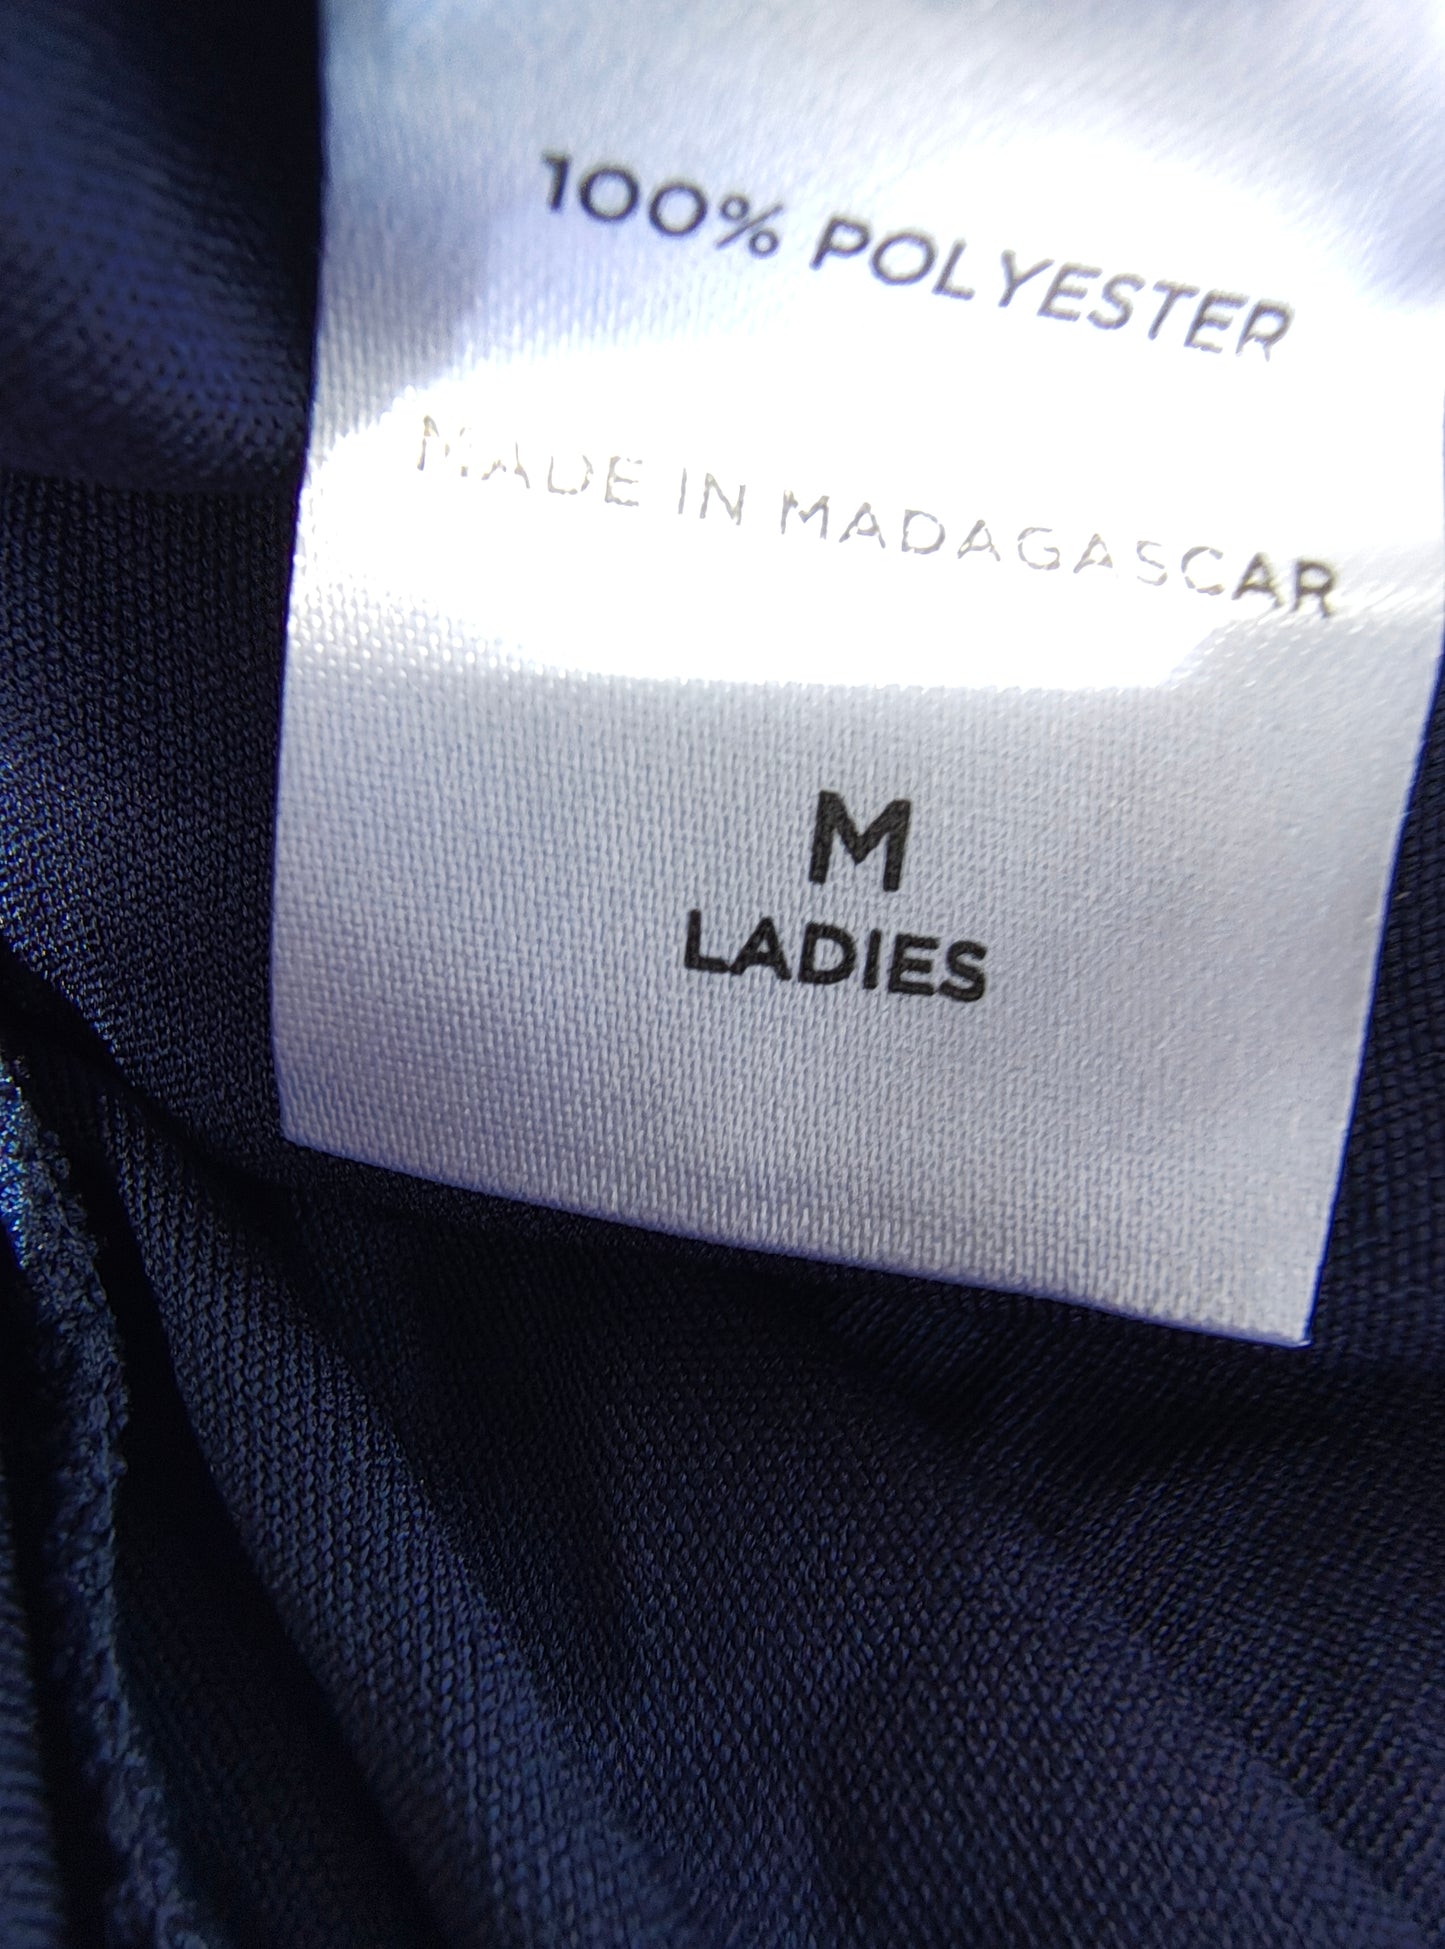 100% POLYESTER
MADE IN MADAGASCAR
M
LADIES